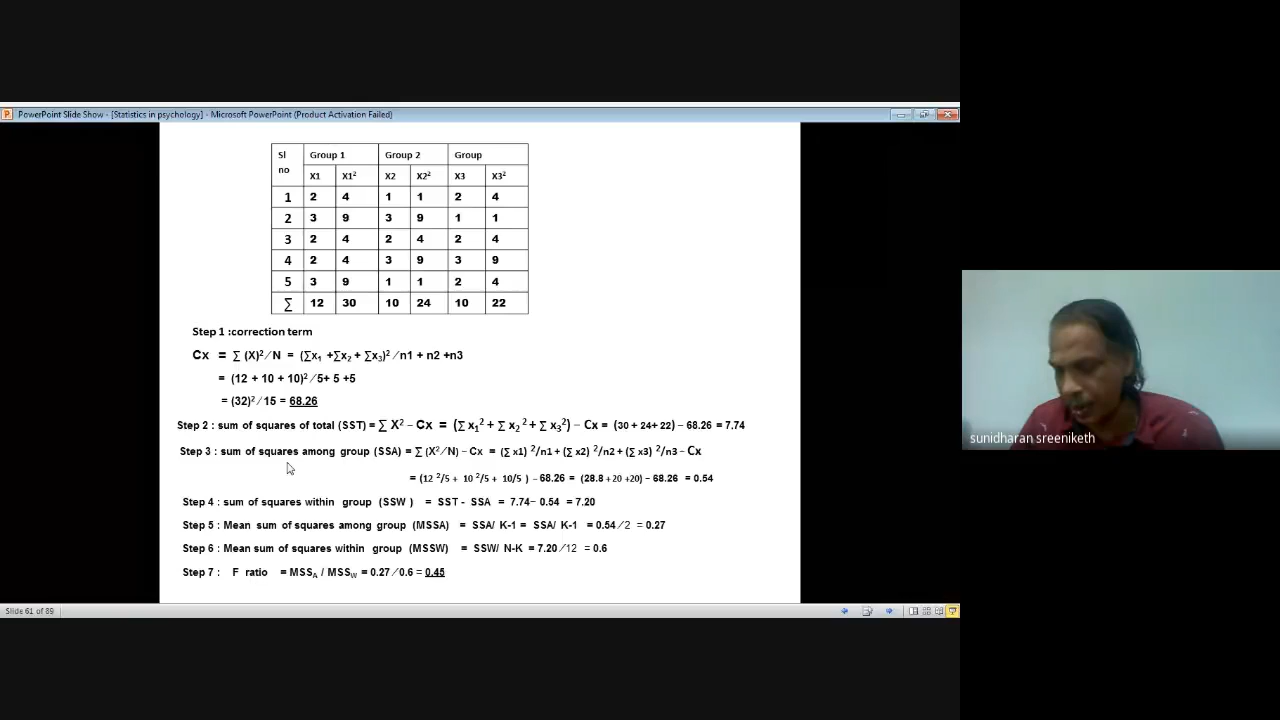 PowerPoint Slide Show - [Statistics in psychology] - Microsoft PowerPoint (Product Activation Failed)
Sl no Group 1 Group 2 Group
X1 X1² X2 X2² X3 X3²
1 2 4 1 1 2 4
2 3 9 3 9 1 1
3 2 4 2 4 2 4
4 2 4 3 9 3 9
5 3 9 1 1 2 4
∑ 12 30 10 24 10 22
Step 1 :correction term
Cx = ∑ (X)²/N = (∑x₁ +∑x₂ + ∑x₃)²/n1 + n2 +n3
= (12 + 10 + 10)²/5+ 5 +5
= (32)²/15 = 68.26
Step 2 : sum of squares of total (SST) = ∑ X² − Cx = (∑ x₁² + ∑ x₂² + ∑ x₃²) − Cx = (30 + 24+ 22) − 68.26 = 7.74
Step 3 : sum of squares among group (SSA) = ∑ (X²/N) − Cx = (∑ x1) ²/n1 + (∑ x2) ²/n2 + (∑ x3) ²/n3 − Cx
= (12 ²/5 + 10 ²/5 + 10/5 ) − 68.26 = (28.8 +20 +20) − 68.26 = 0.54
Step 4 : sum of squares within group (SSW ) = SST - SSA = 7.74− 0.54 = 7.20
Step 5 : Mean sum of squares among group (MSSA) = SSA/ K-1 = SSA/ K-1 = 0.54/2 = 0.27
Step 6 : Mean sum of squares within group (MSSW) = SSW/ N-K = 7.20/12 = 0.6
Step 7 : F ratio = MSSA / MSSW = 0.27/0.6 = 0.45
Slide 61 of 89
sunidharan sreeniketh